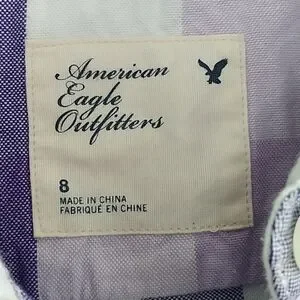 American
Eagle
Outfitters
8
MADE IN CHINA
FABRIQUÉ EN CHINE